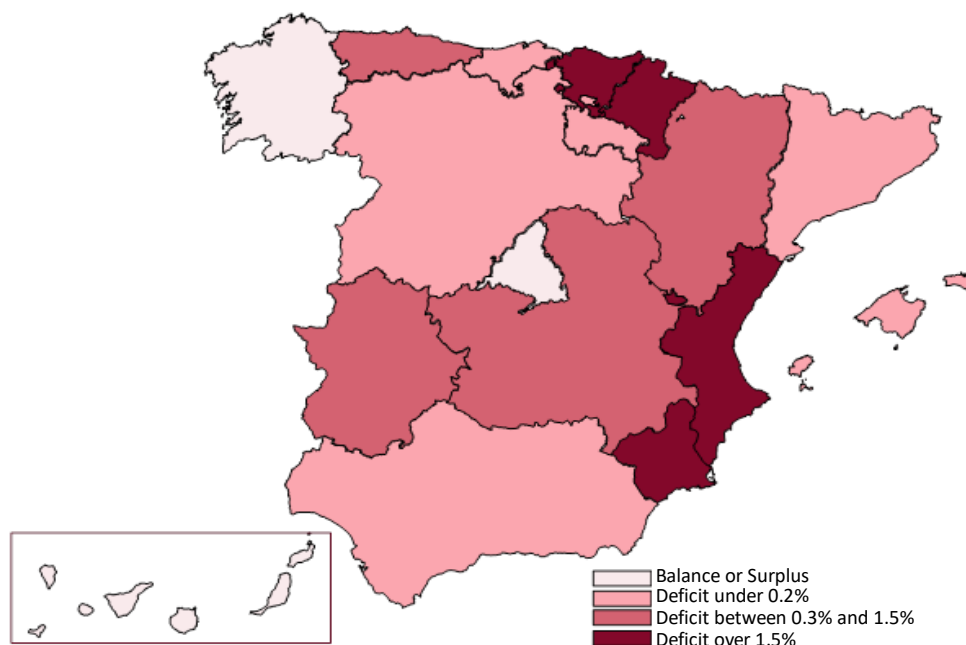 Balance or Surplus
Deficit under 0.2%
Deficit between 0.3% and 1.5%
Deficit over 1.5%